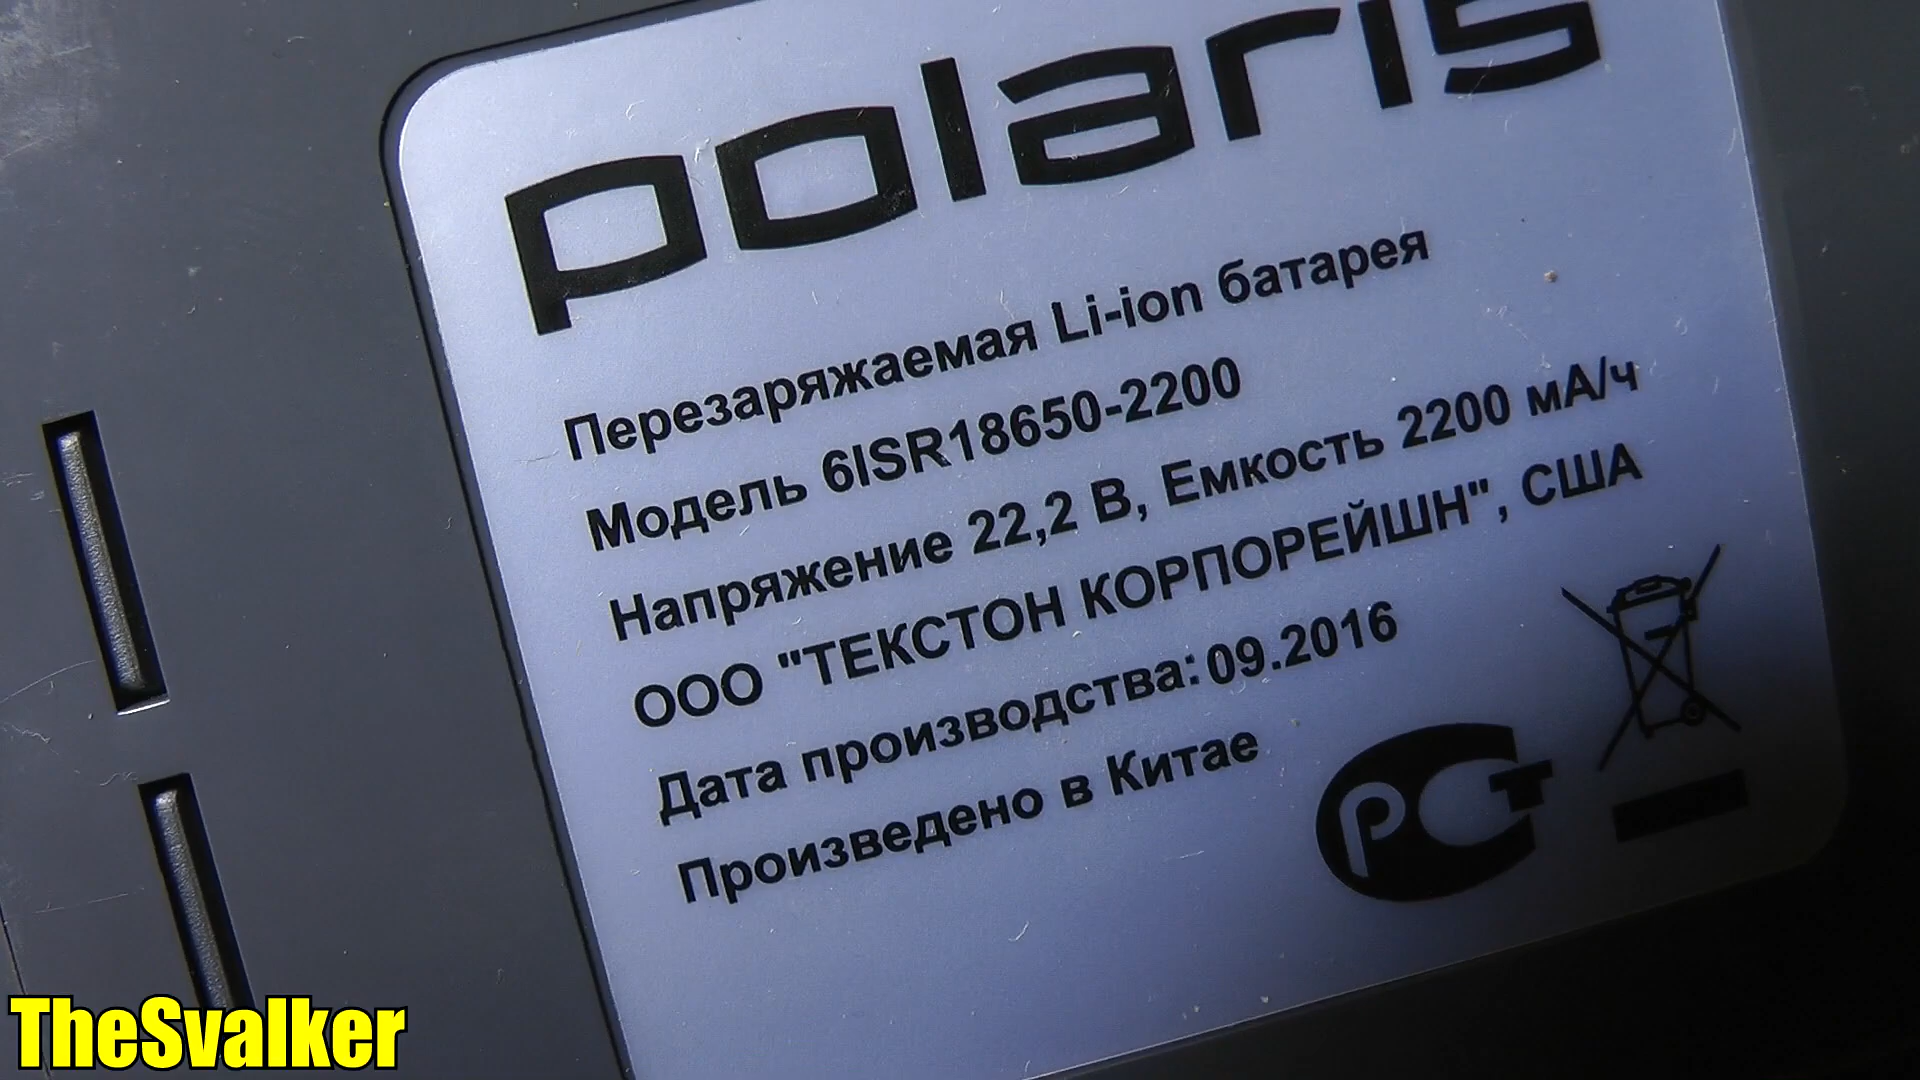 polaris
Перезаряжаемая Li-ion батарея
Модель 6ISR18650-2200
Напряжение 22,2 В, Емкость 2200 мА/ч
ООО "ТЕКСТОН КОРПОРЕЙШН", США
Дата производства: 09.2016
Произведено в Китае
РСТ
TheSvalker